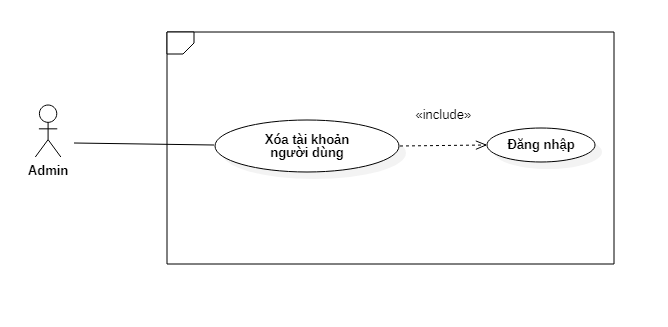 «include»
Xóa tài khoản
người dùng
Đăng nhập
Admin